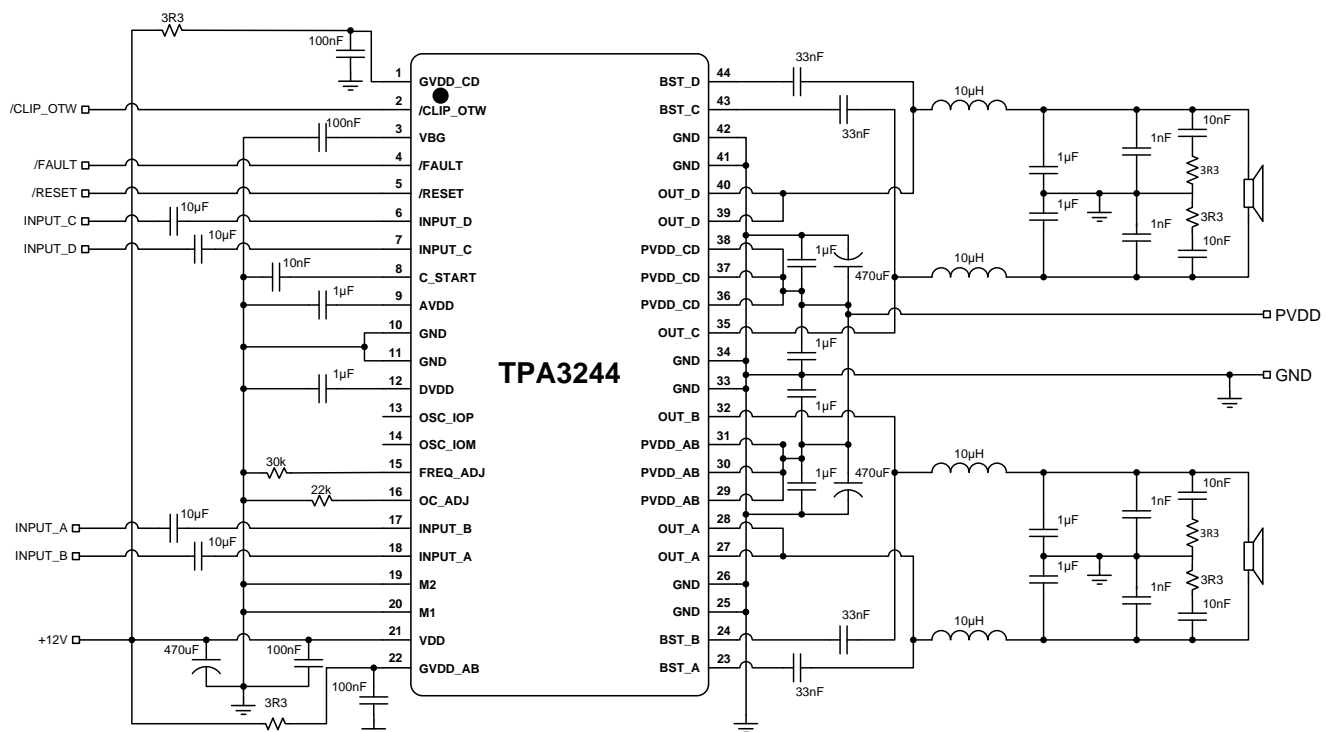 3R3
100nF
33nF
1 GVDD_CD
BST_D 44
10µH
/CLIP_OTW
2 /CLIP_OTW
BST_C 43
33nF
10nF
100nF
3 VBG
GND 42
1nF
/FAULT
4 /FAULT
GND 41
1µF
3R3
/RESET
5 /RESET
OUT_D 40
INPUT_C
10µF
6 INPUT_D
OUT_D 39
1µF
3R3
INPUT_D
10µF
7 INPUT_C
PVDD_CD 38
1µF
1nF
10nF
10nF
8 C_START
PVDD_CD 37
470uF
10µH
1µF
9 AVDD
PVDD_CD 36
PVDD
10 GND
OUT_C 35
1µF
11 GND
GND 34
TPA3244
1µF
12 DVDD
GND 33
GND
1µF
13 OSC_IOP
OUT_B 32
14 OSC_IOM
PVDD_AB 31
10µH
30k
15 FREQ_ADJ
PVDD_AB 30
1µF
470uF
10nF
22k
16 OC_ADJ
PVDD_AB 29
1nF
INPUT_A
10µF
17 INPUT_B
OUT_A 28
1µF
3R3
INPUT_B
10µF
18 INPUT_A
OUT_A 27
1µF
19 M2
GND 26
3R3
1nF
20 M1
GND 25
10nF
33nF
10µH
+12V
21 VDD
BST_B 24
470uF
100nF
22 GVDD_AB
BST_A 23
100nF
33nF
3R3